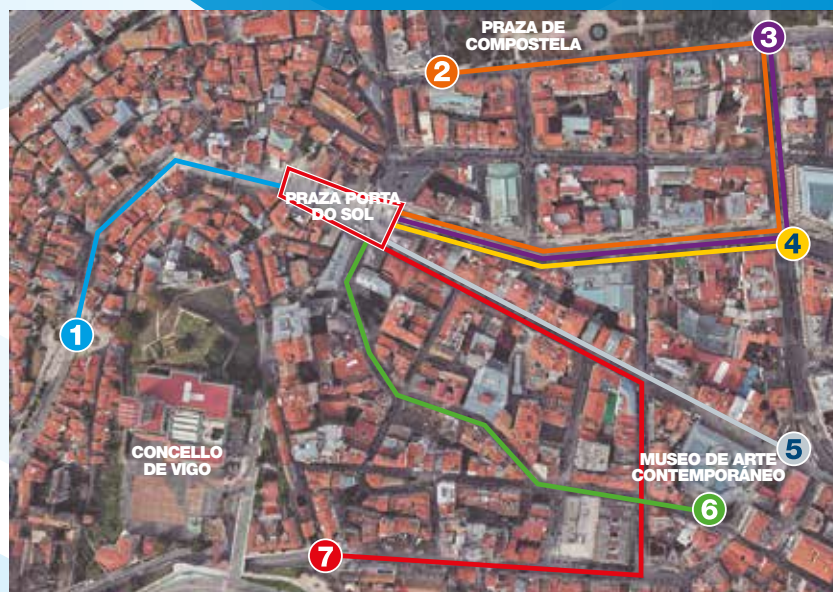 PRAZA DE
COMPOSTELA
3
2
PRAZA PORTA
DO SOL
4
1
CONCELLO
DE VIGO
5
MUSEO DE ARTE
CONTEMPORÁNEO
6
7